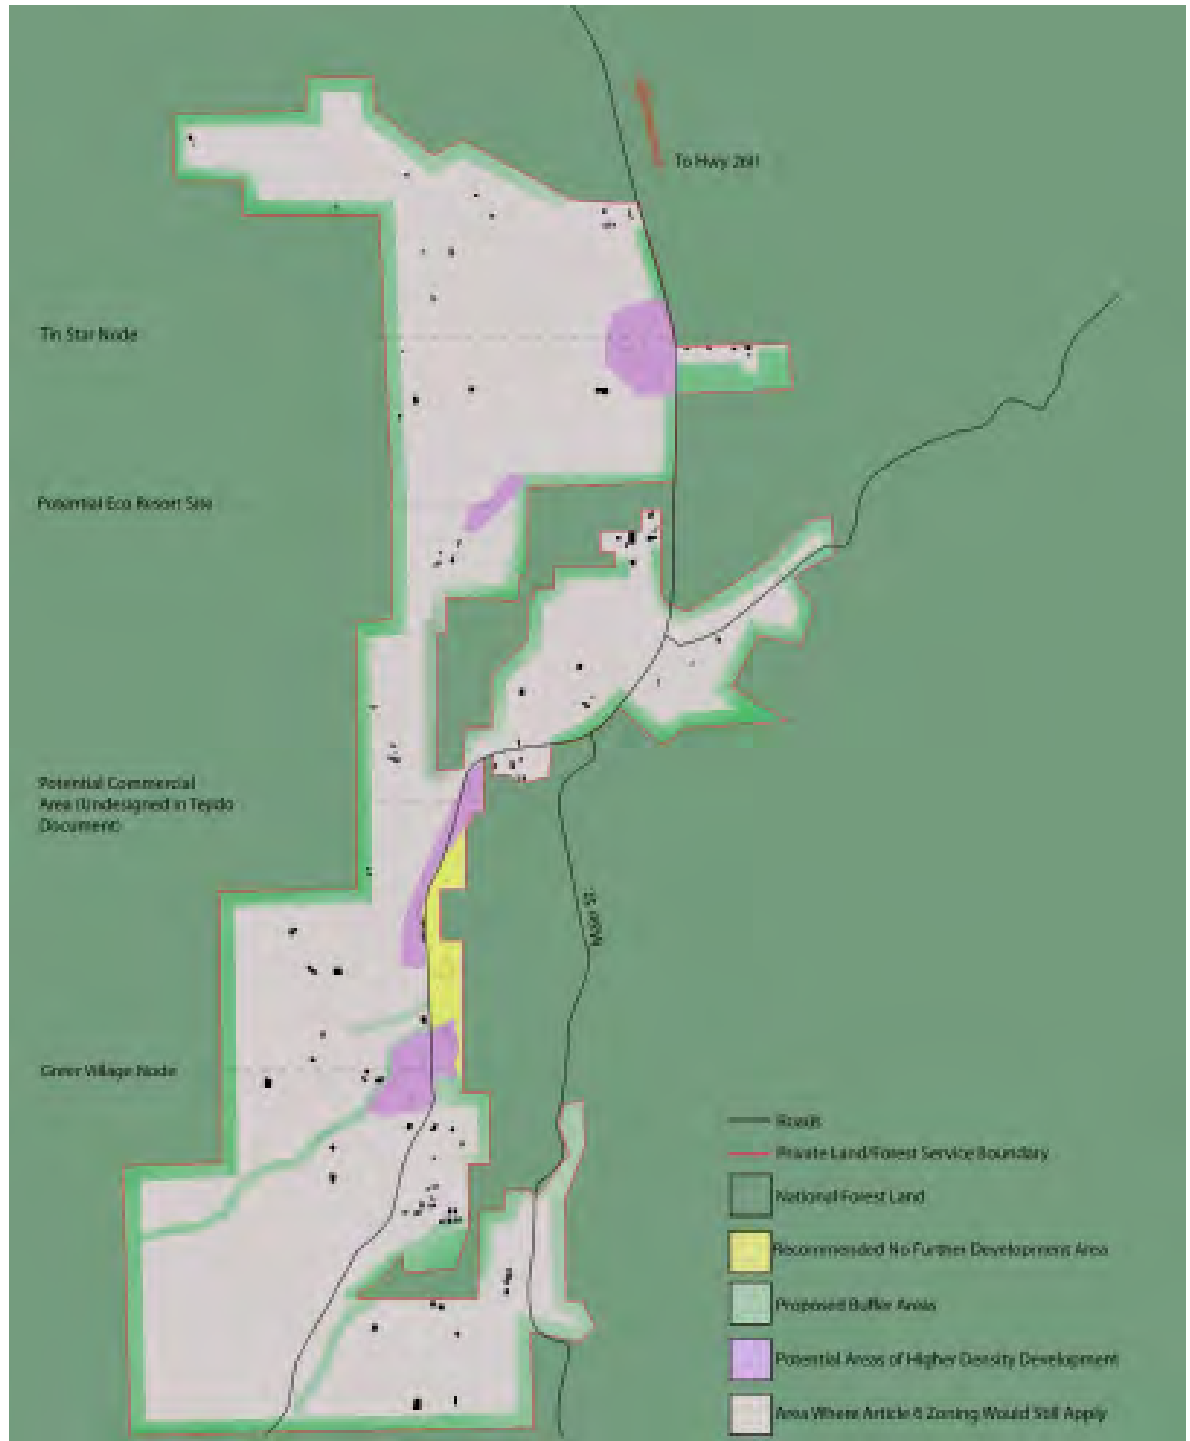 To Hwy 260
Tin Star Node
Potential Eco Resort Site
Potential Commercial
Area (Undesigned in Tejido
Document)
Main St.
Greer Village Node
Roads
Private Land/Forest Service Boundary
National Forest Land
Recommended No Further Development Area
Proposed Buffer Areas
Potential Areas of Higher Density Development
Area Where Article 6 Zoning Would Still Apply